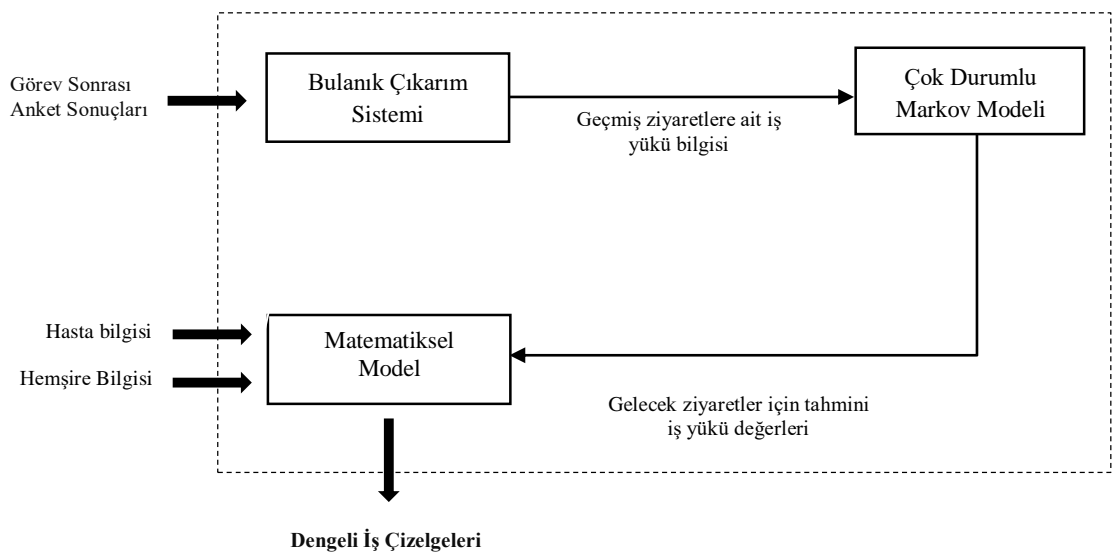 Görev Sonrası
Anket Sonuçları
Bulanık Çıkarım
Sistemi
Geçmiş ziyaretlere ait iş
yükü bilgisi
Çok Durumlu
Markov Modeli
Hasta bilgisi
Hemşire Bilgisi
Matematiksel
Model
Gelecek ziyaretler için tahmini
iş yükü değerleri
Dengeli İş Çizelgeleri